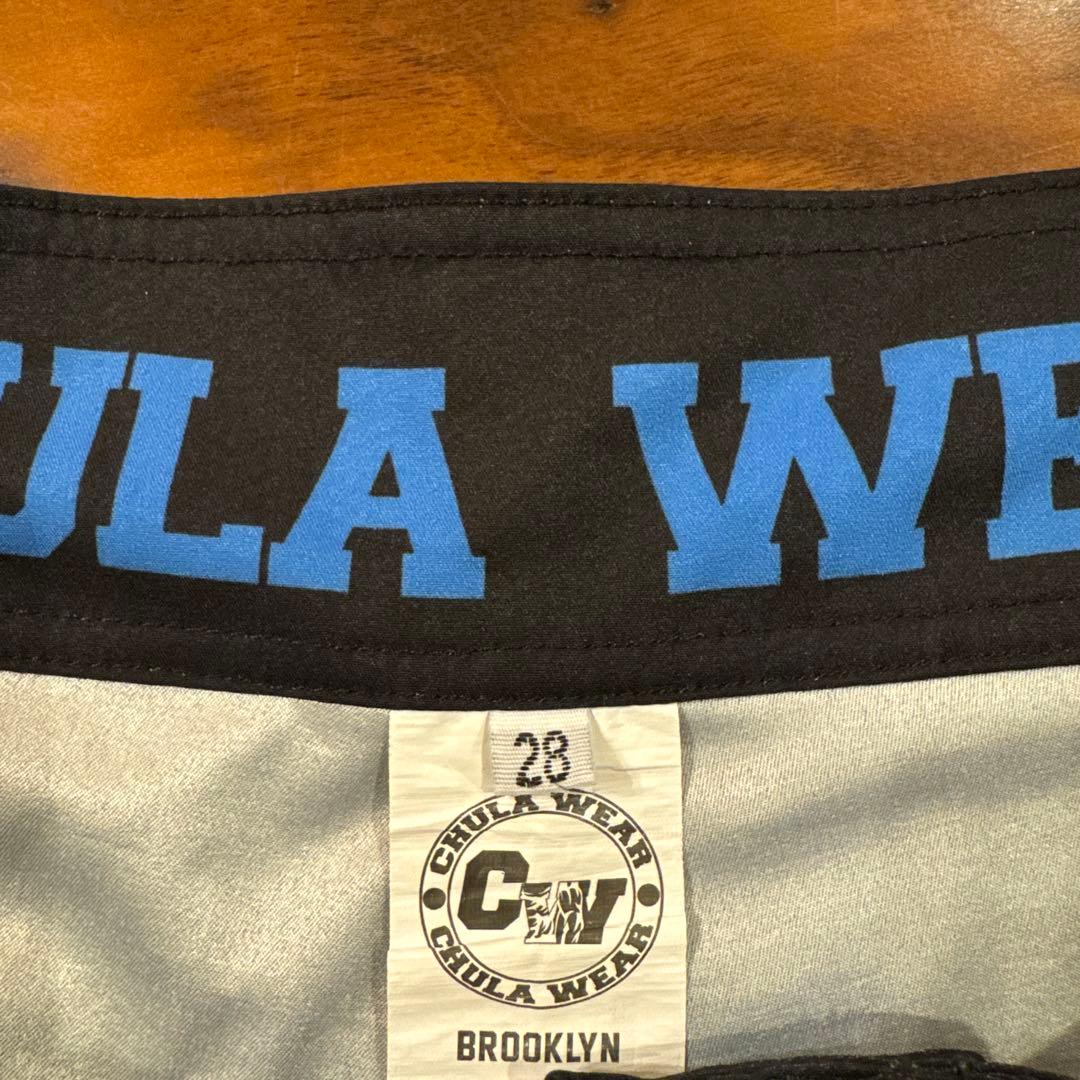 ULA WE
28
CHULA WEAR
CW
CHULA WEAR
BROOKLYN